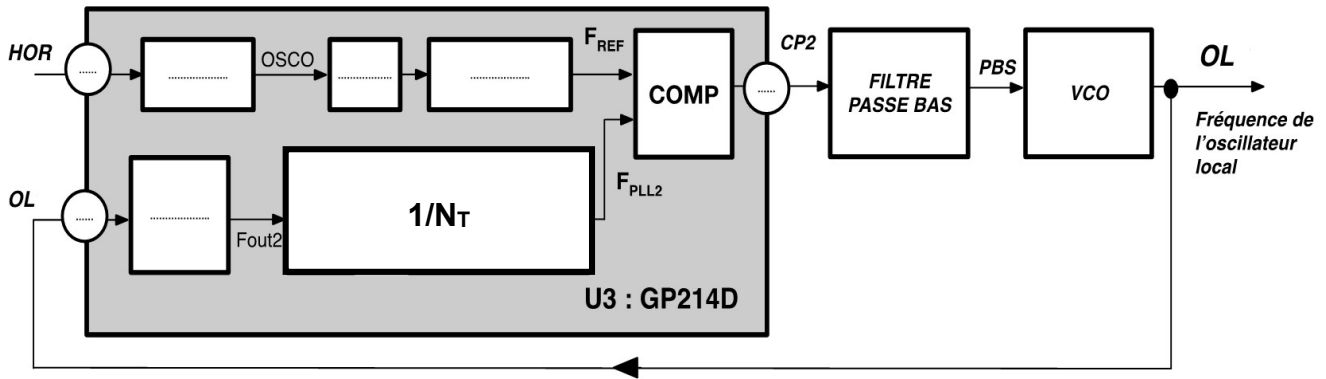 HOR
......
...............
OSCO
...............
...............
FREF
COMP
CP2
......
FILTRE
PASSE BAS
PBS
VCO
OL
Fréquence de
l'oscillateur
local
OL
......
...............
Fout2
1/NT
FPLL2
U3 : GP214D